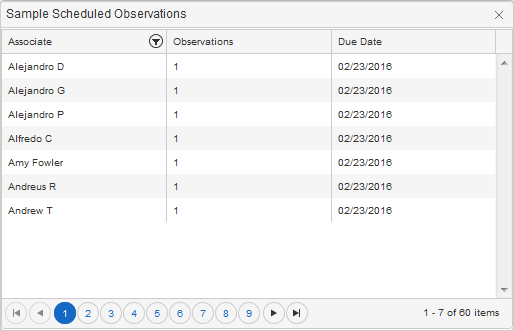 Sample Scheduled Observations
Associate Observations Due Date
Alejandro D 1 02/23/2016
Alejandro G 1 02/23/2016
Alejandro P 1 02/23/2016
Alfredo C 1 02/23/2016
Amy Fowler 1 02/23/2016
Andreus R 1 02/23/2016
Andrew T 1 02/23/2016
1 2 3 4 5 6 7 8 9 1 - 7 of 60 items